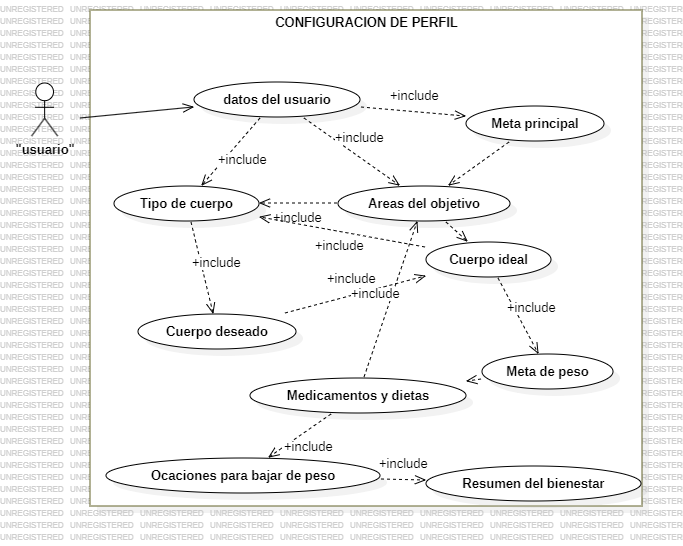 CONFIGURACION DE PERFIL
datos del usuario
+include
Meta principal
+include
+include
"usuario"
Tipo de cuerpo
Areas del objetivo
+include
+include
Cuerpo ideal
+include
+include
+include
+include
Cuerpo deseado
Meta de peso
Medicamentos y dietas
+include
+include
Ocaciones para bajar de peso
Resumen del bienestar
UNREGISTERED